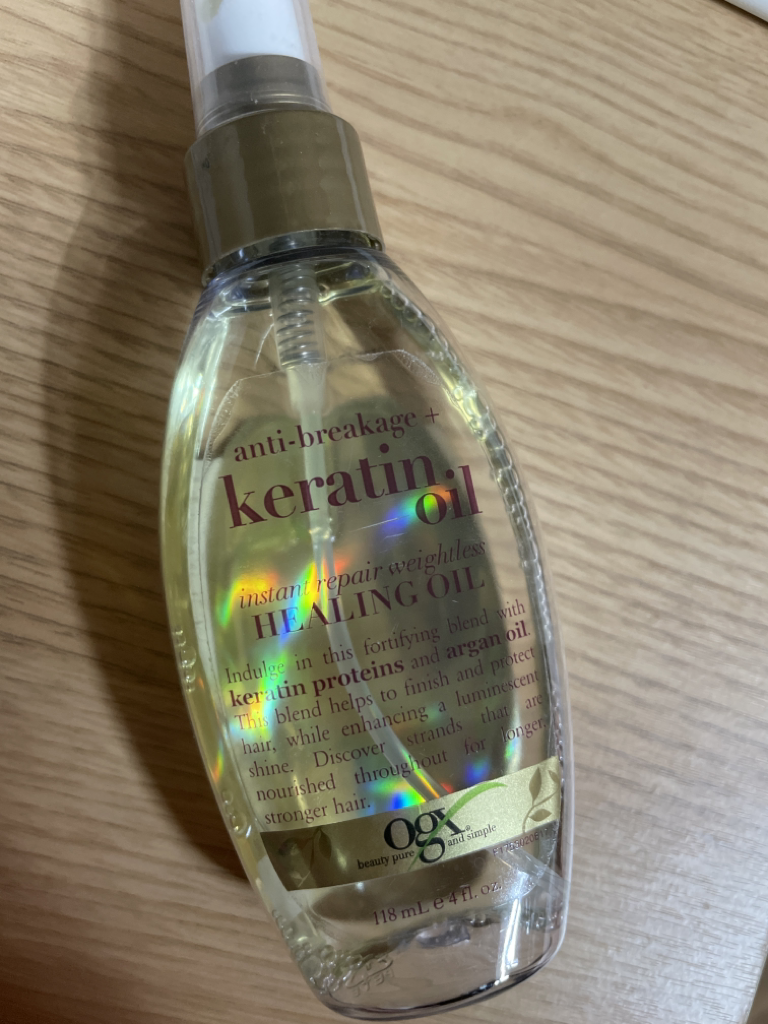 anti-breakage +
keratin
oil
instant repair weightless
HEALING OIL
Indulge in this fortifying blend with
keratin proteins and argan oil.
This blend helps to finish and protect
hair, while enhancing a luminescent
shine. Discover strands that are
nourished throughout for longer,
stronger hair.
ogx®
beauty pure and simple
118 mL e 4 fl. oz.